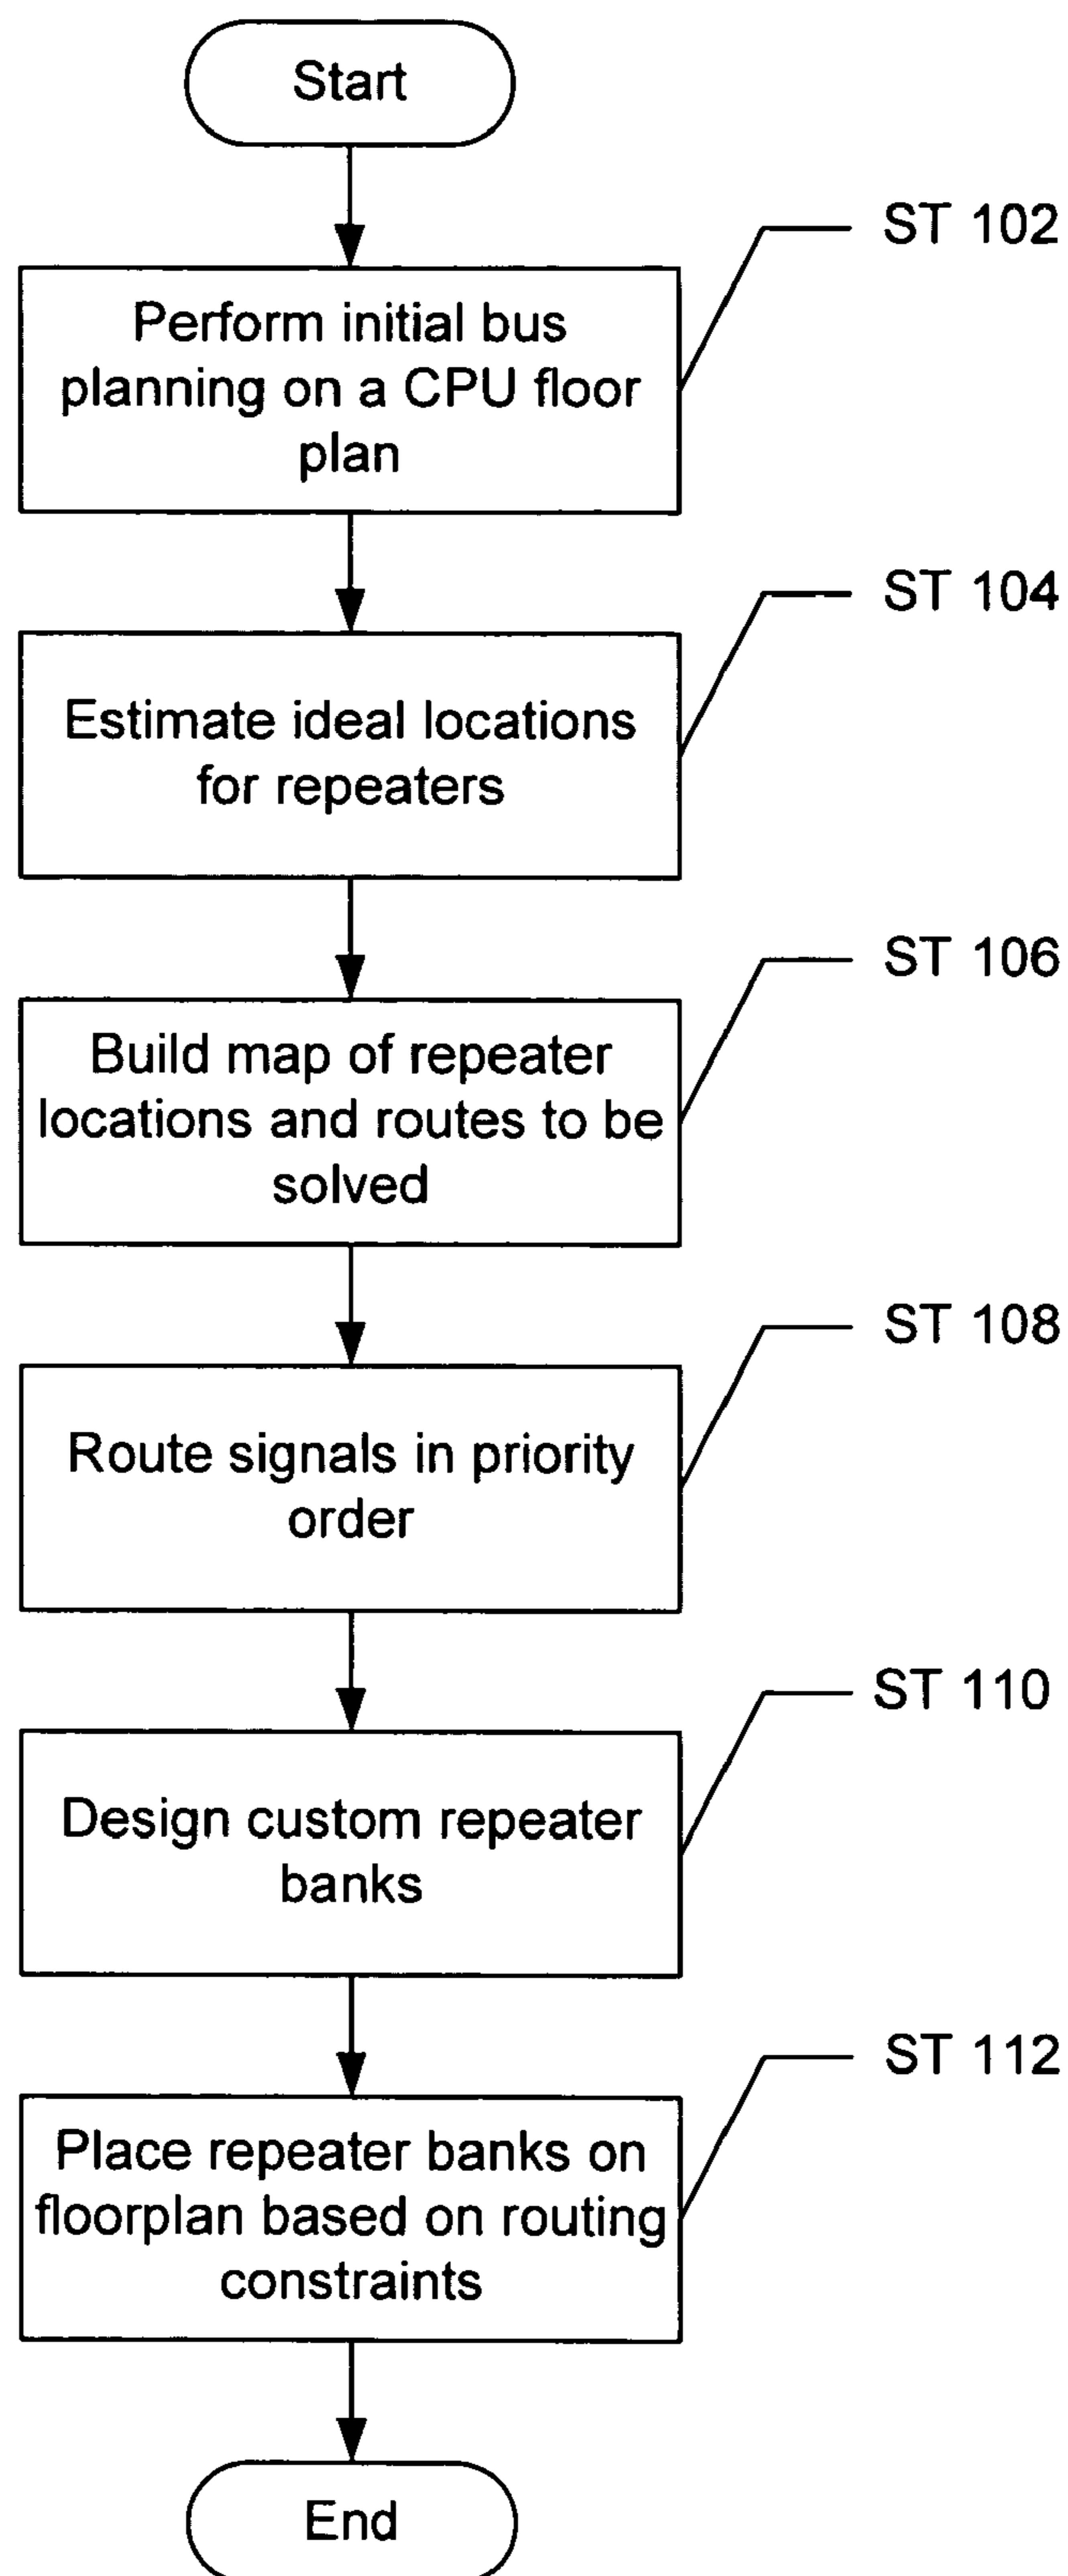 Start
ST 102
Perform initial bus
planning on a CPU floor
plan
ST 104
Estimate ideal locations
for repeaters
ST 106
Build map of repeater
locations and routes to be
solved
ST 108
Route signals in priority
order
ST 110
Design custom repeater
banks
ST 112
Place repeater banks on
floorplan based on routing
constraints
End